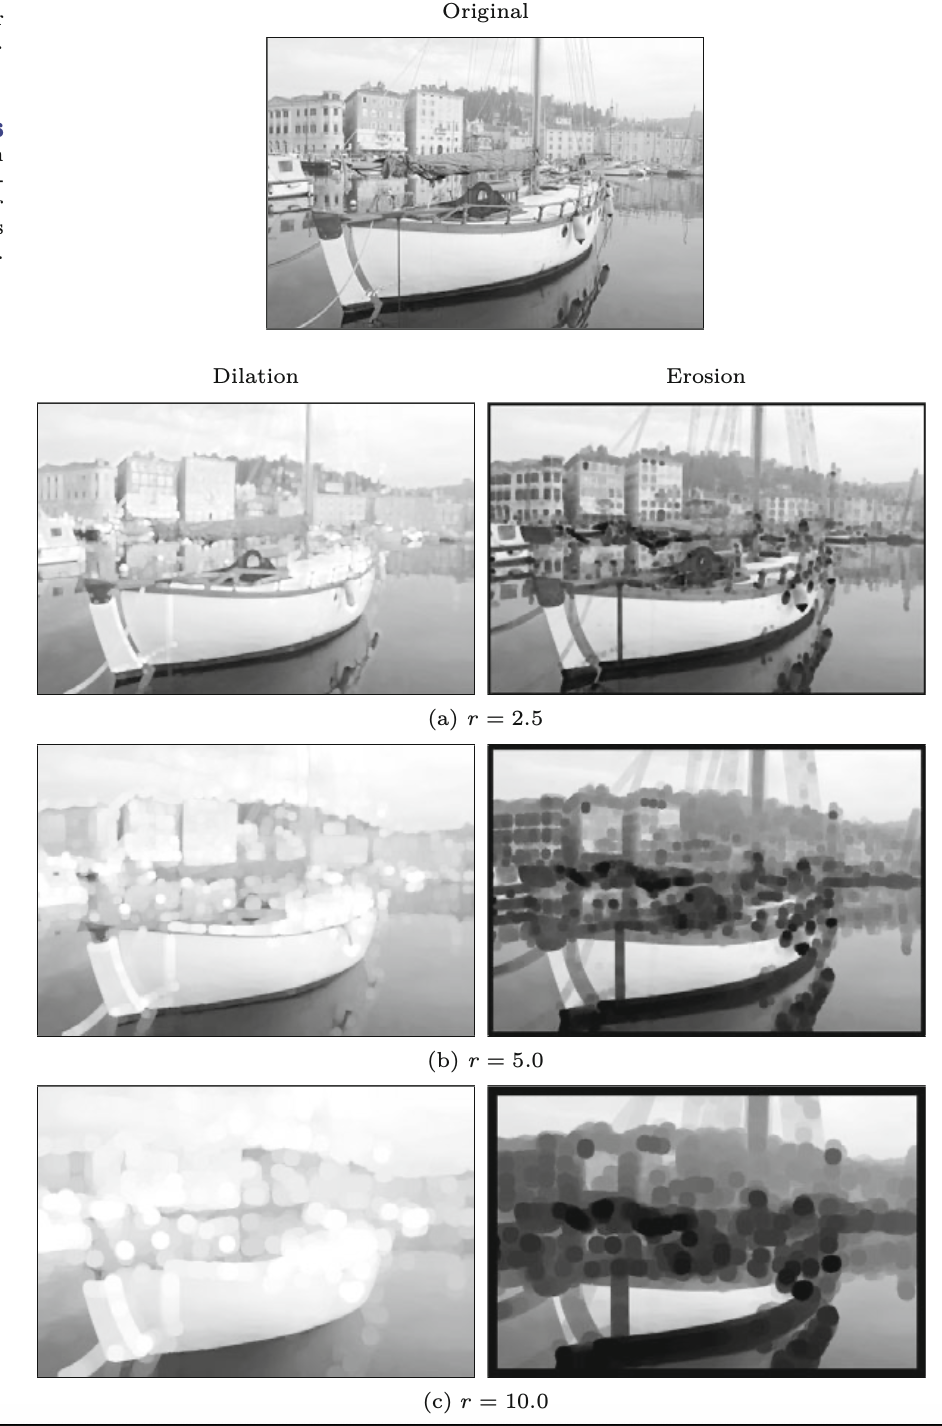 Original
Dilation Erosion
(a) r = 2.5
(b) r = 5.0
(c) r = 10.0